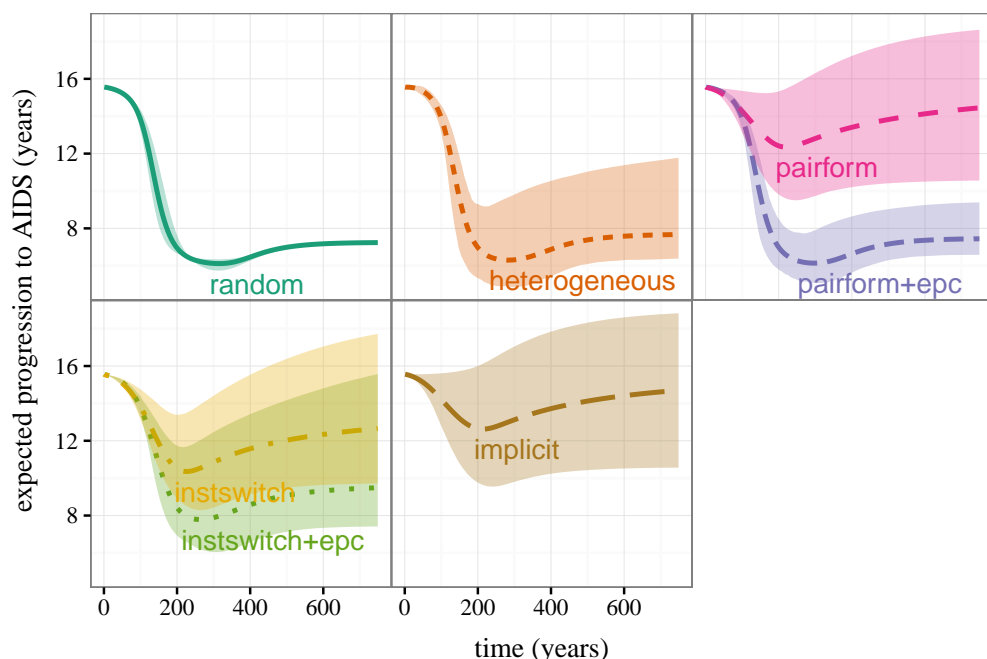 expected progression to AIDS (years)
16
12
8
random
heterogeneous
pairform
pairform+epc
16
12
8
instswitch
instswitch+epc
implicit
0
200
400
600
0
200
400
600
time (years)